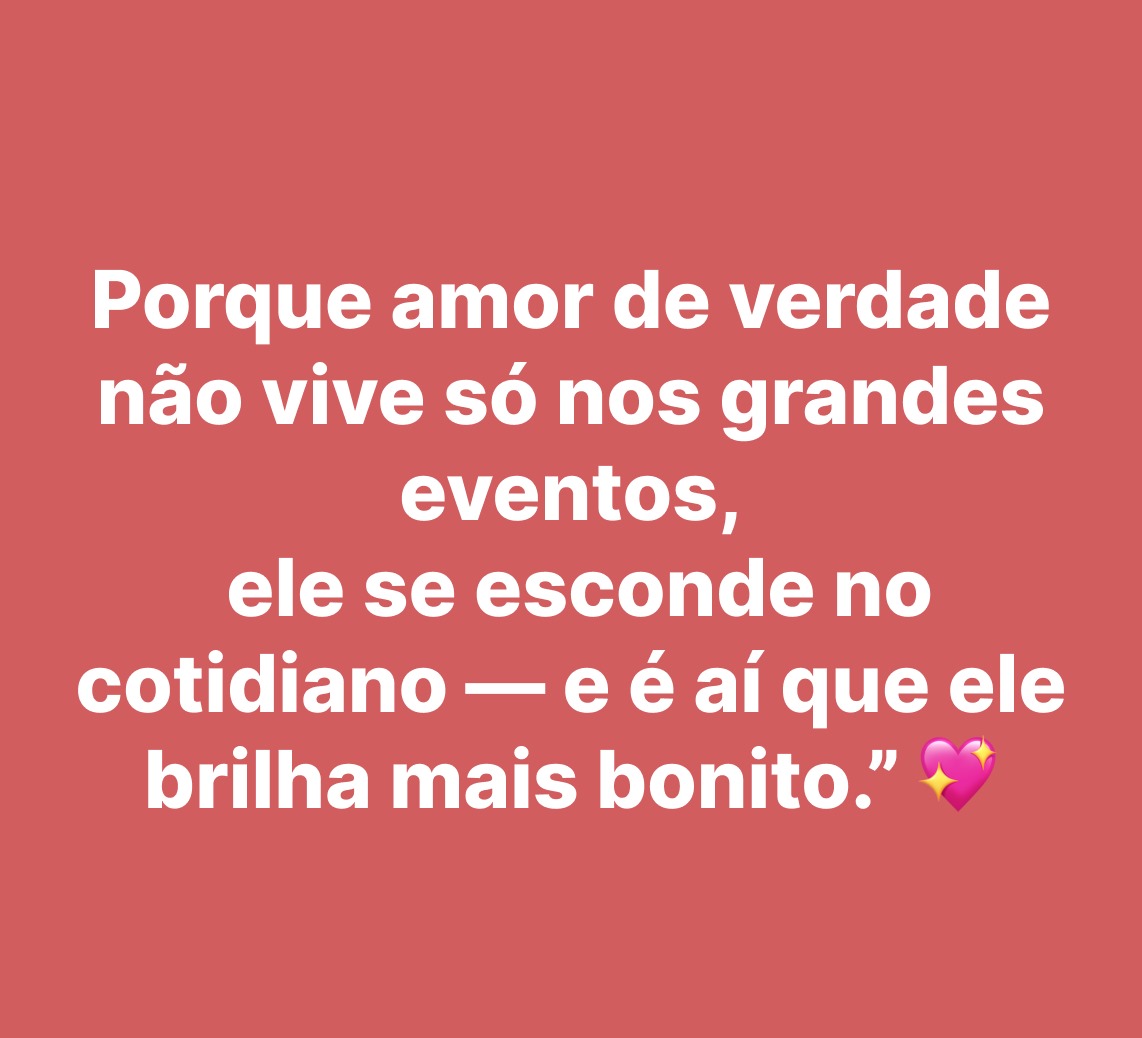 Porque amor de verdade
não vive só nos grandes
eventos,
ele se esconde no
cotidiano — e é aí que ele
brilha mais bonito.” 💖